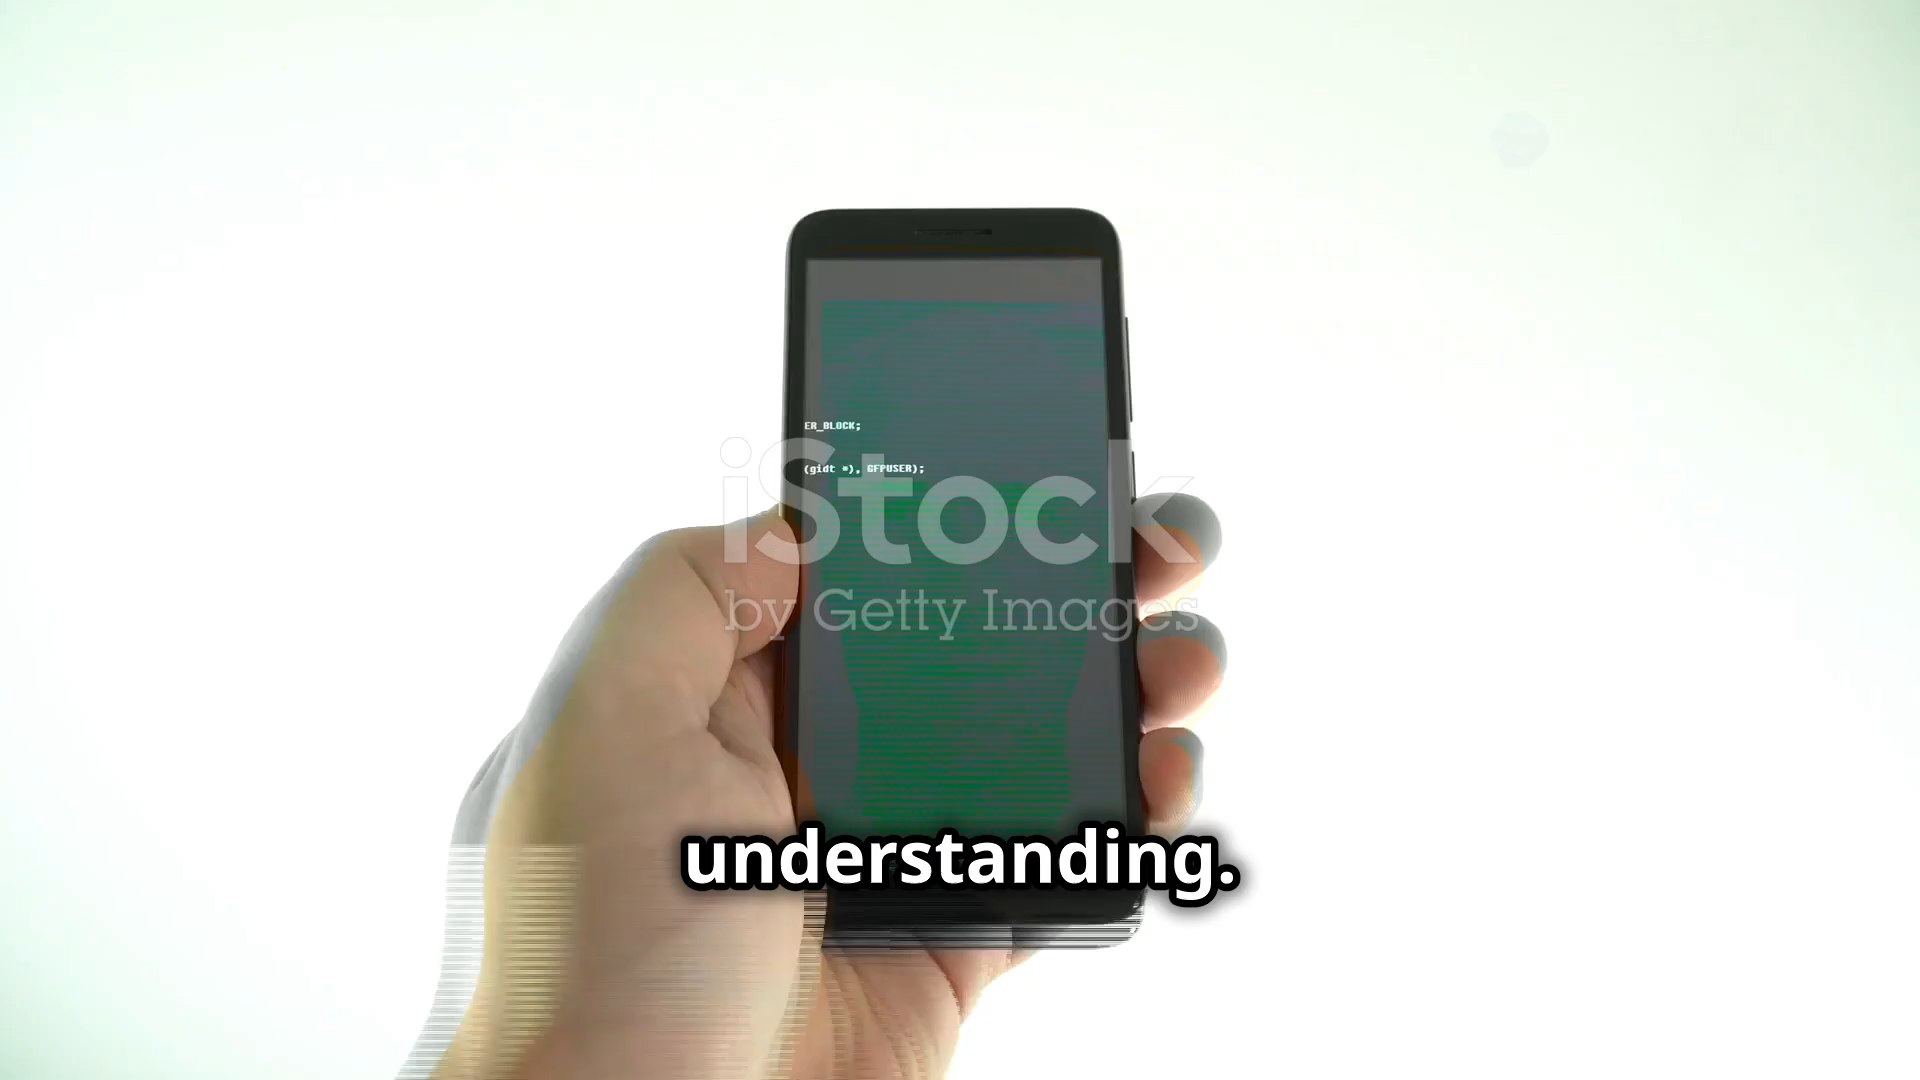 ER_BLOCK;
(gidt *), GFPUSER);
iStock
by Getty Images
understanding.